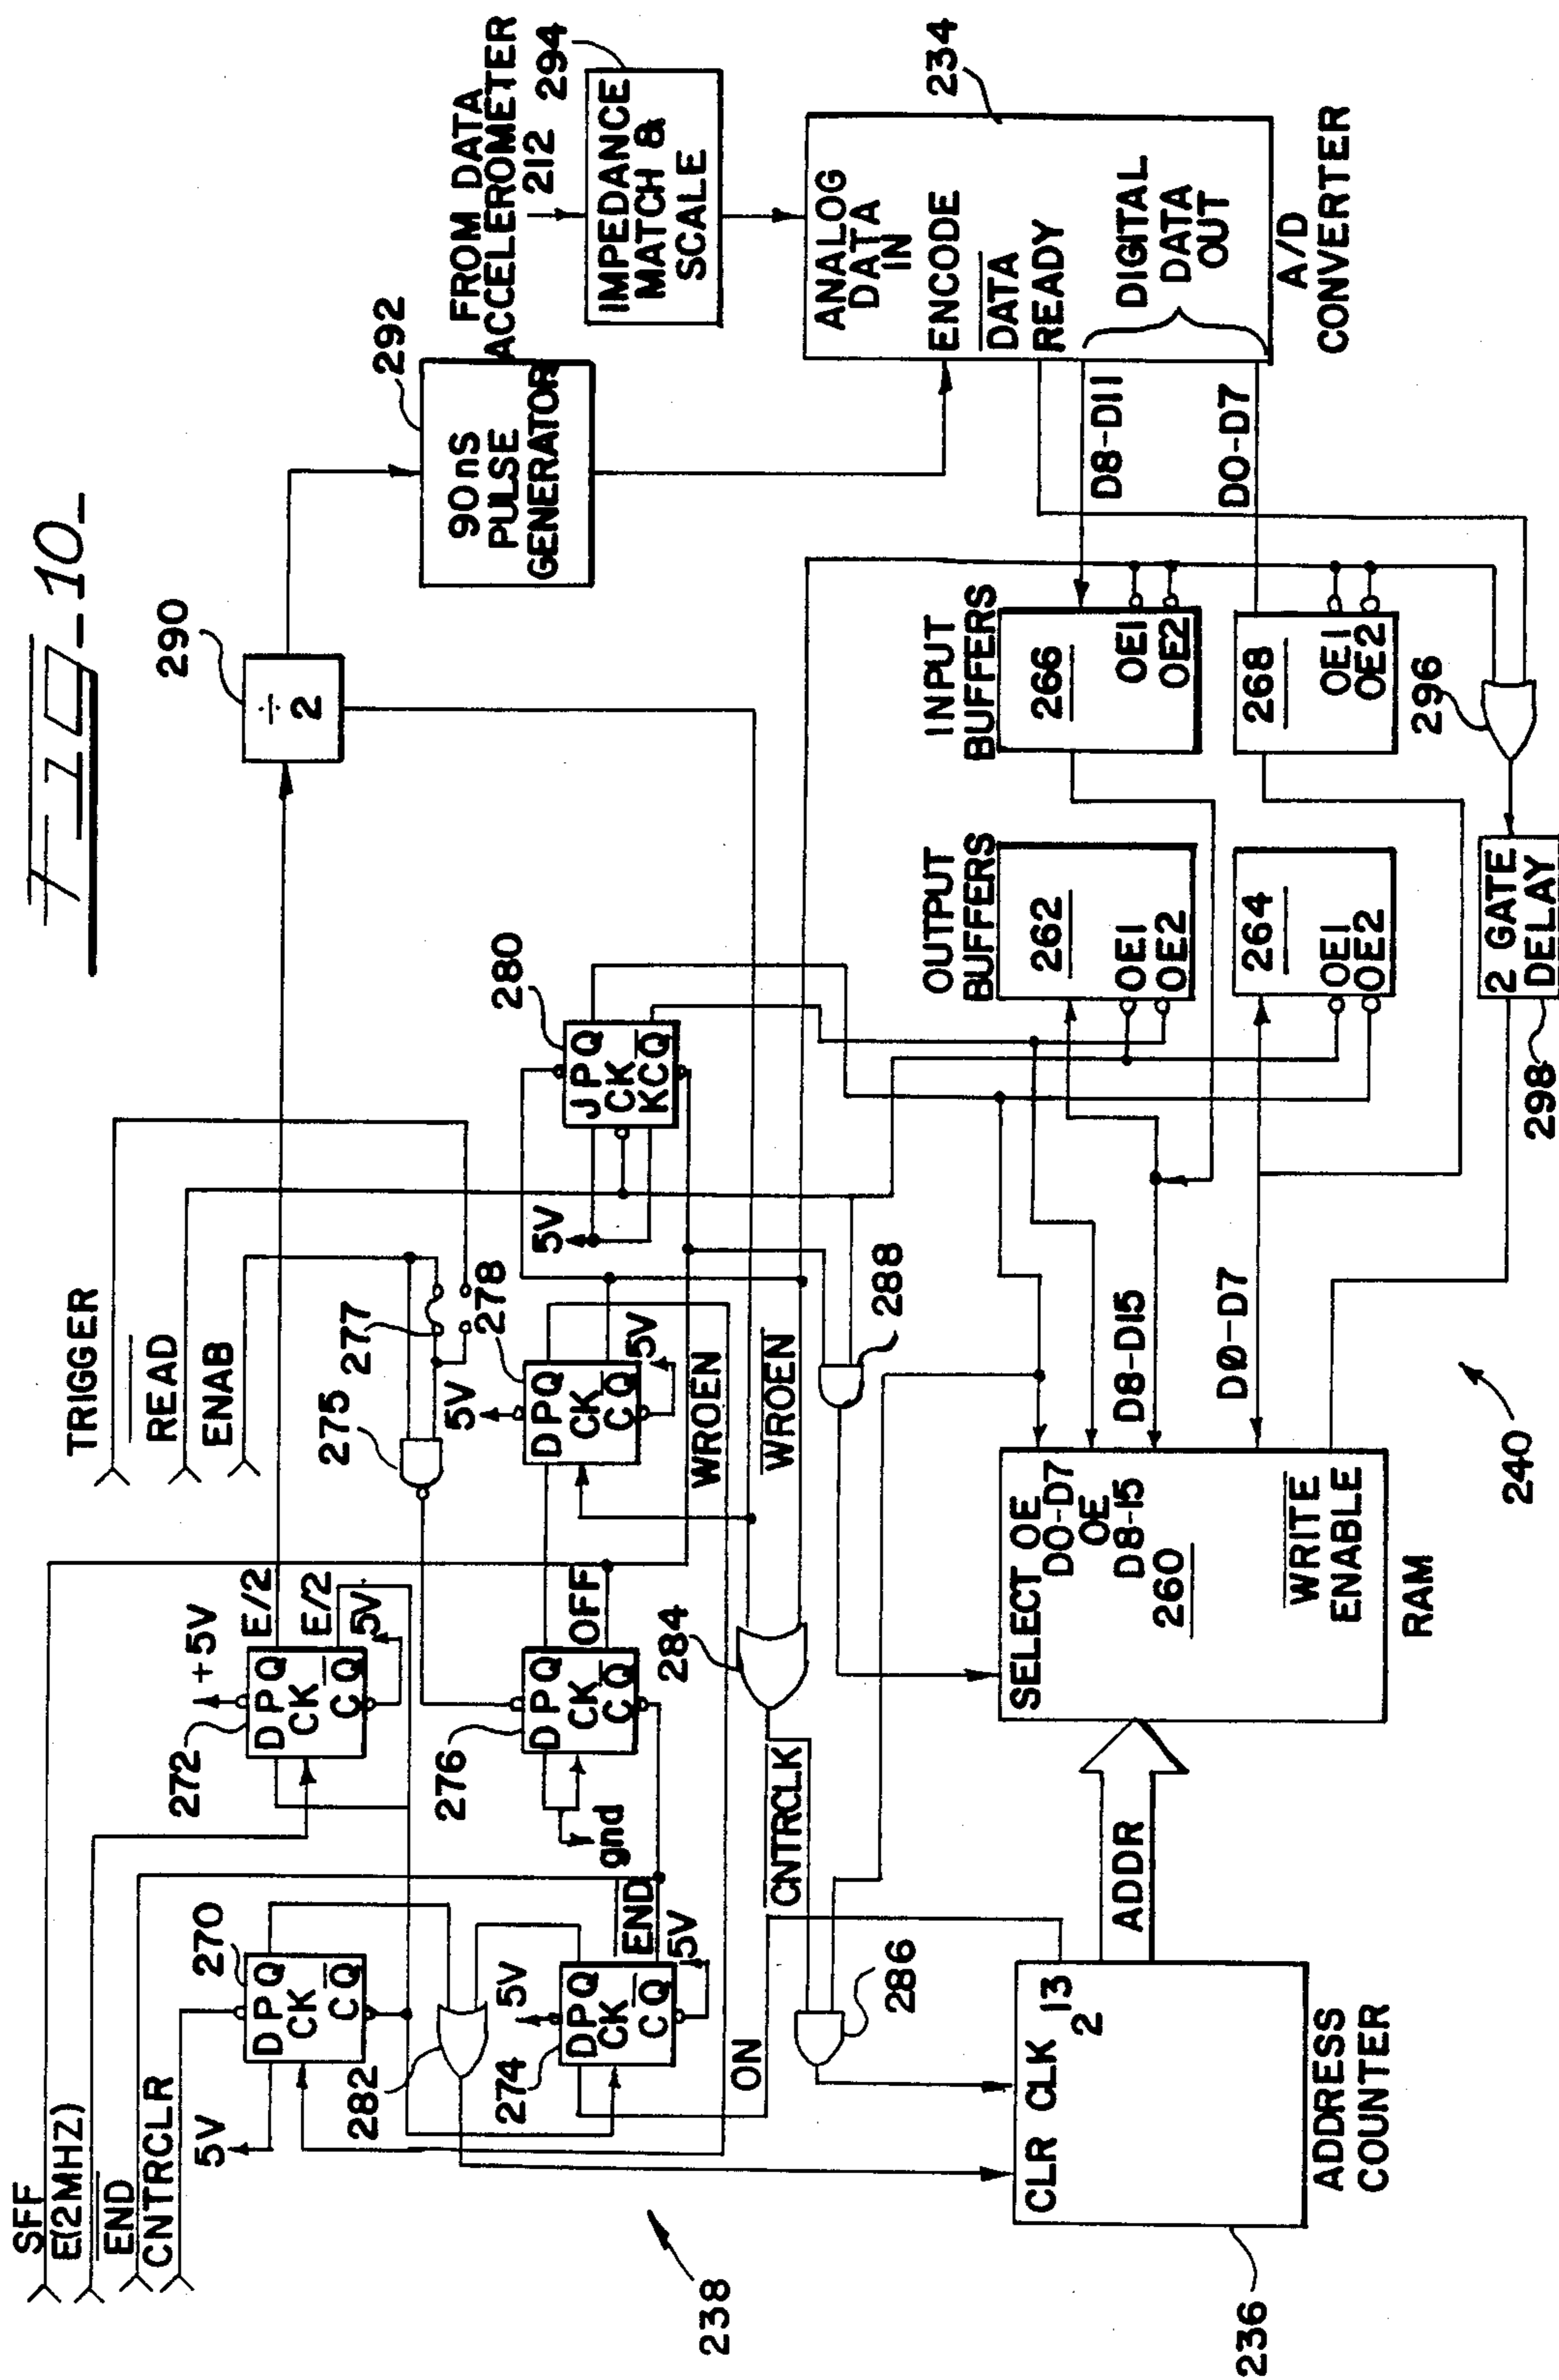 FIG-10
SFF
E(2MHZ)
END
CNTRCLR
TRIGGER
READ
ENAB
290
÷
2
292
90nS
PULSE
GENERATOR
FROM DATA
ACCELEROMETER
212
294
IMPEDANCE
MATCH &
SCALE
234
ANALOG
DATA
IN
ENCODE
DATA
READY
DIGITAL
DATA
OUT
A/D
CONVERTER
270
D P Q
CK
C Q
5V
272
+5V
D P Q
CK
C Q
E/2
E/2
5V
275
277
282
274
5V
D P Q
CK
C Q
END
5V
276
D P Q
CK
C Q
OFF
gnd
278
5V
D P Q
CK
C Q
5V
280
J P Q
CK
K C Q
5V
WROEN
WROEN
ON
284
CNTRCLK
286
288
238
236
CLR CLK
13
2
ADDRESS
COUNTER
ADDR
SELECT OE
D0-D7
OE
D8-15
260
WRITE
ENABLE
RAM
240
D8-D15
DØ-D7
OUTPUT
BUFFERS
262
OE1
OE2
264
OE1
OE2
INPUT
BUFFERS
266
OE1
OE2
268
OE1
OE2
D8-D11
D0-D7
296
2 GATE
DELAY
298